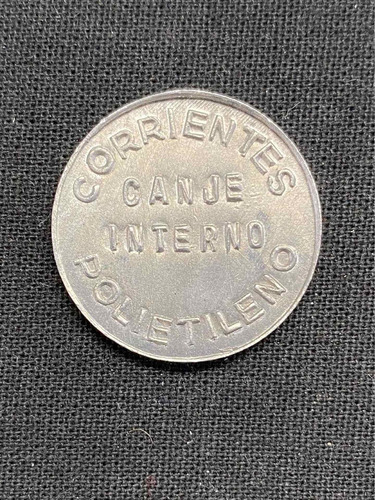 CORRIENTES
CANJE
INTERNO
POLIETILENO